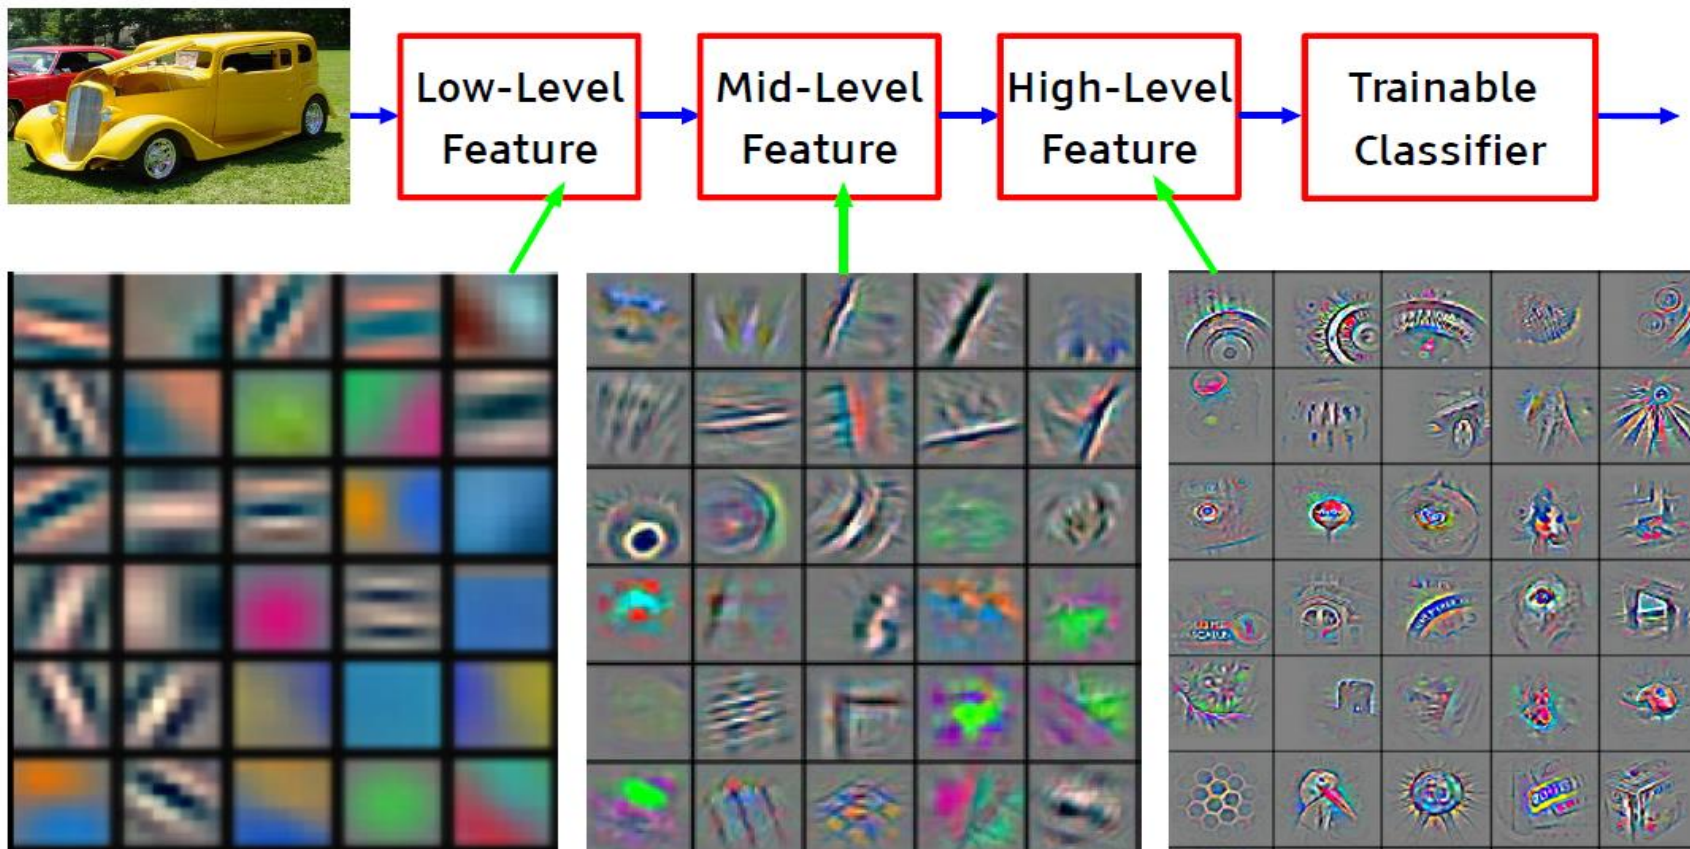 Low-Level
Feature
Mid-Level
Feature
High-Level
Feature
Trainable
Classifier